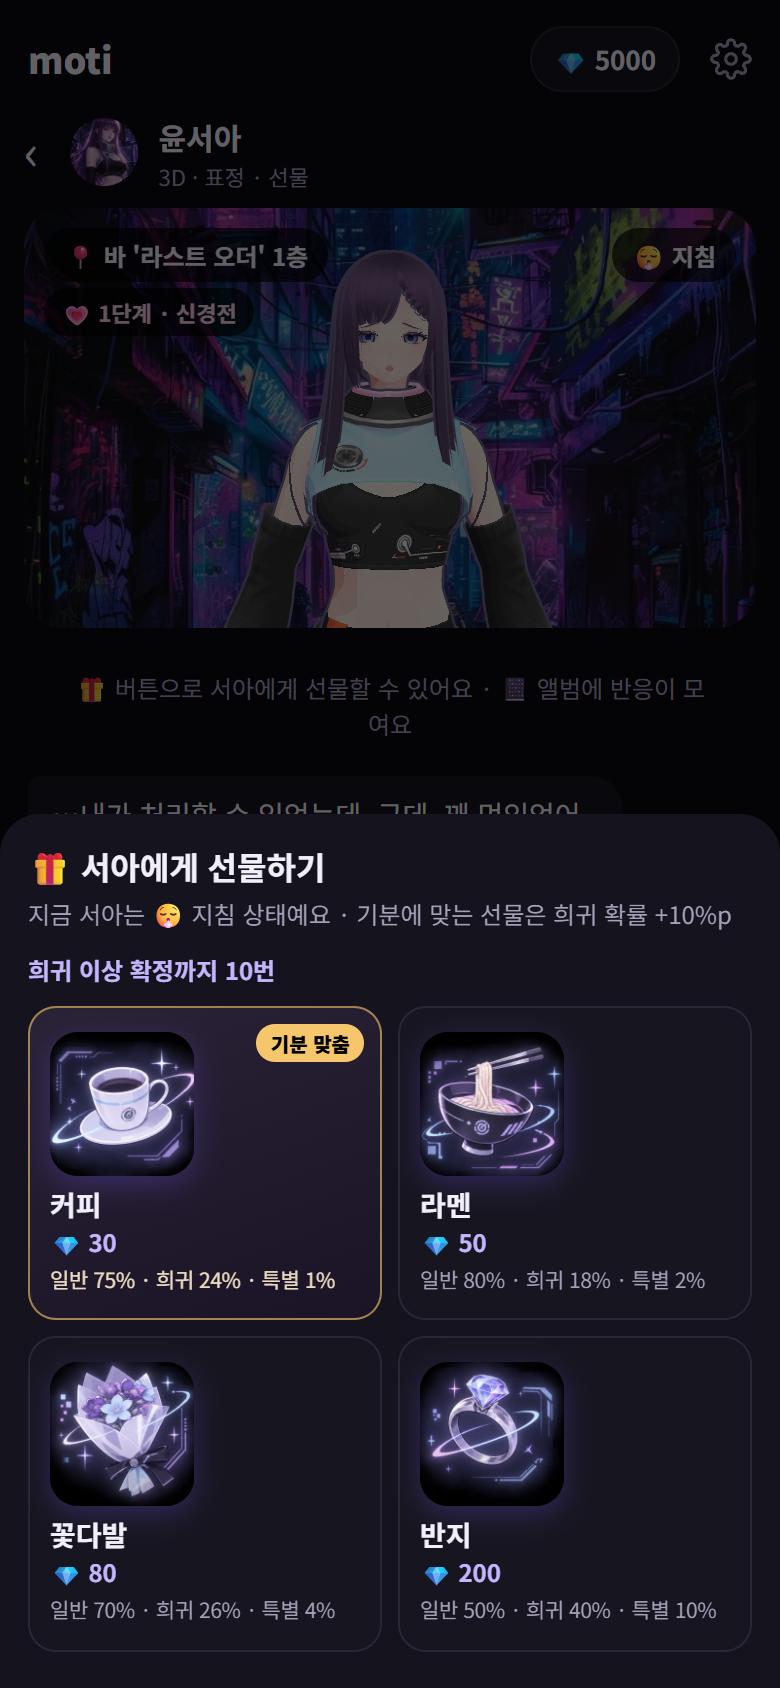 moti
💎 5000
‹
윤서아
3D · 표정 · 선물
📍 바 '라스트 오더' 1층
😮‍💨 지침
💗 1단계 · 신경전
🎁 버튼으로 서아에게 선물할 수 있어요 · 앨범에 반응이 모
여요
🎁 서아에게 선물하기
지금 서아는 😮‍💨 지침 상태예요 · 기분에 맞는 선물은 희귀 확률 +10%p
희귀 이상 확정까지 10번
기분 맞춤
커피
💎 30
일반 75% · 희귀 24% · 특별 1%
라멘
💎 50
일반 80% · 희귀 18% · 특별 2%
꽃다발
💎 80
일반 70% · 희귀 26% · 특별 4%
반지
💎 200
일반 50% · 희귀 40% · 특별 10%